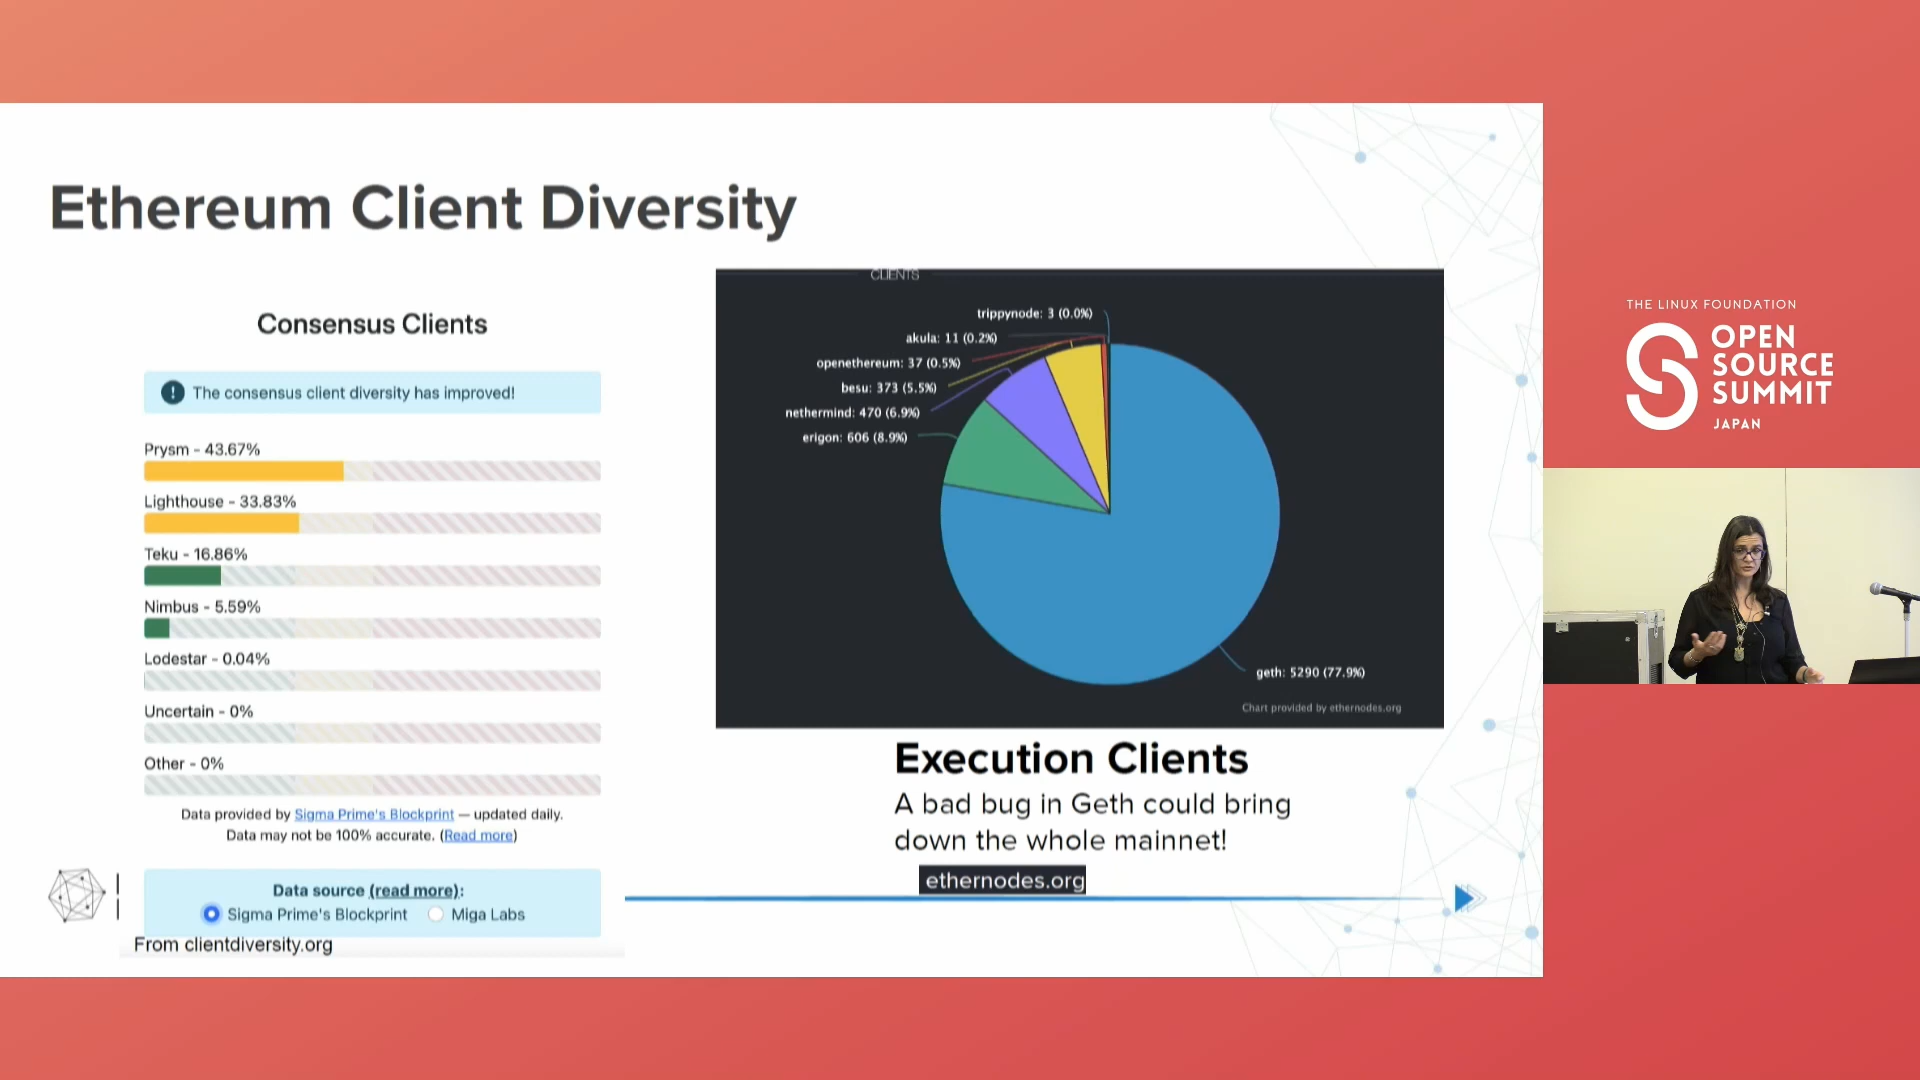 Ethereum Client Diversity
Consensus Clients
! The consensus client diversity has improved!
Prysm - 43.67%
Lighthouse - 33.83%
Teku - 16.86%
Nimbus - 5.59%
Lodestar - 0.04%
Uncertain - 0%
Other - 0%
Data provided by Sigma Prime's Blockprint — updated daily.
Data may not be 100% accurate. (Read more)
Data source (read more):
Sigma Prime's Blockprint Miga Labs
From clientdiversity.org
CLIENTS
trippynode: 3 (0.0%)
akula: 11 (0.2%)
openethereum: 37 (0.5%)
besu: 373 (5.5%)
nethermind: 470 (6.9%)
erigon: 606 (8.9%)
geth: 5290 (77.9%)
Chart provided by ethernodes.org
Execution Clients
A bad bug in Geth could bring
down the whole mainnet!
ethernodes.org
THE LINUX FOUNDATION
OPEN
SOURCE
SUMMIT
JAPAN